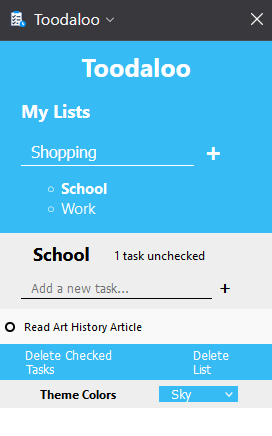 Toodaloo
Toodaloo
My Lists
Shopping +
School
Work
School 1 task unchecked
Add a new task... +
Read Art History Article
Delete Checked
Tasks
Delete
List
Theme Colors Sky